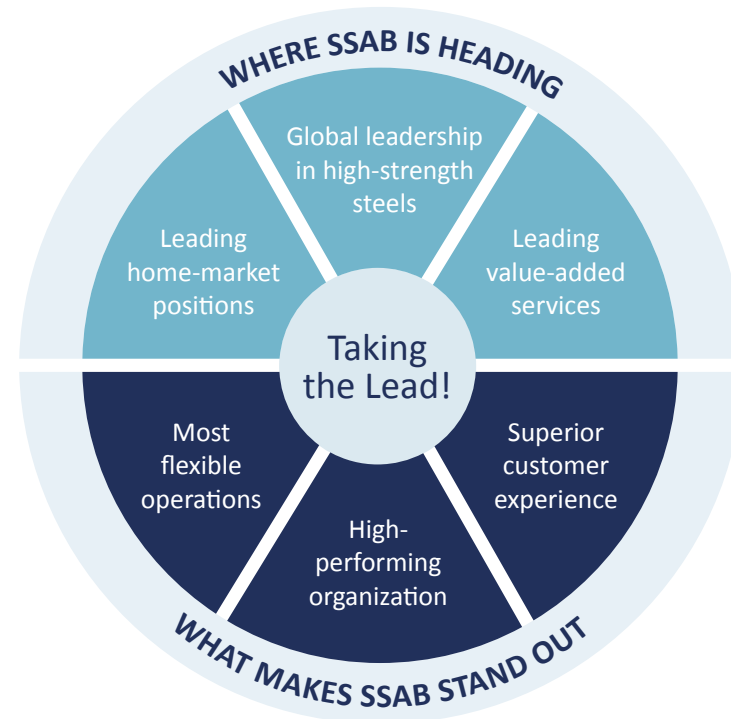 WHERE SSAB IS HEADING
Global leadership
in high-strength
steels
Leading
home-market
positions
Leading
value-added
services
Taking
the Lead!
Most
flexible
operations
Superior
customer
experience
High-
performing
organization
WHAT MAKES SSAB STAND OUT